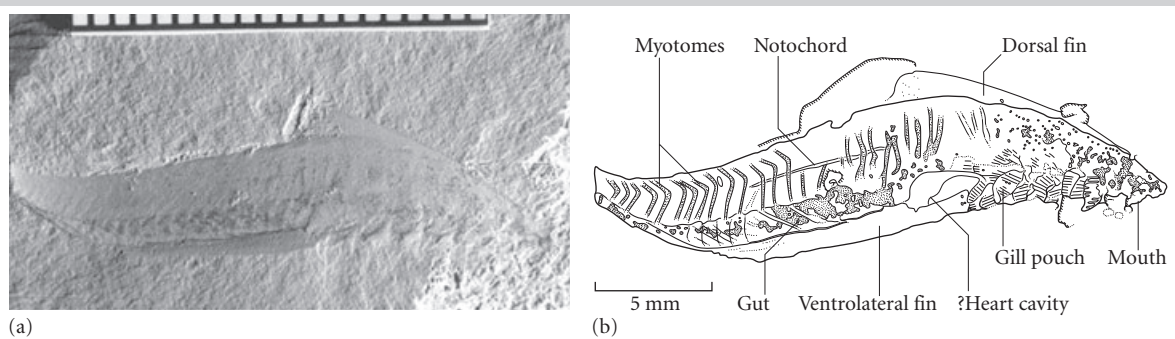 Myotomes Notochord Dorsal fin
Gill pouch Mouth
5 mm Gut Ventrolateral fin ?Heart cavity
(a) (b)